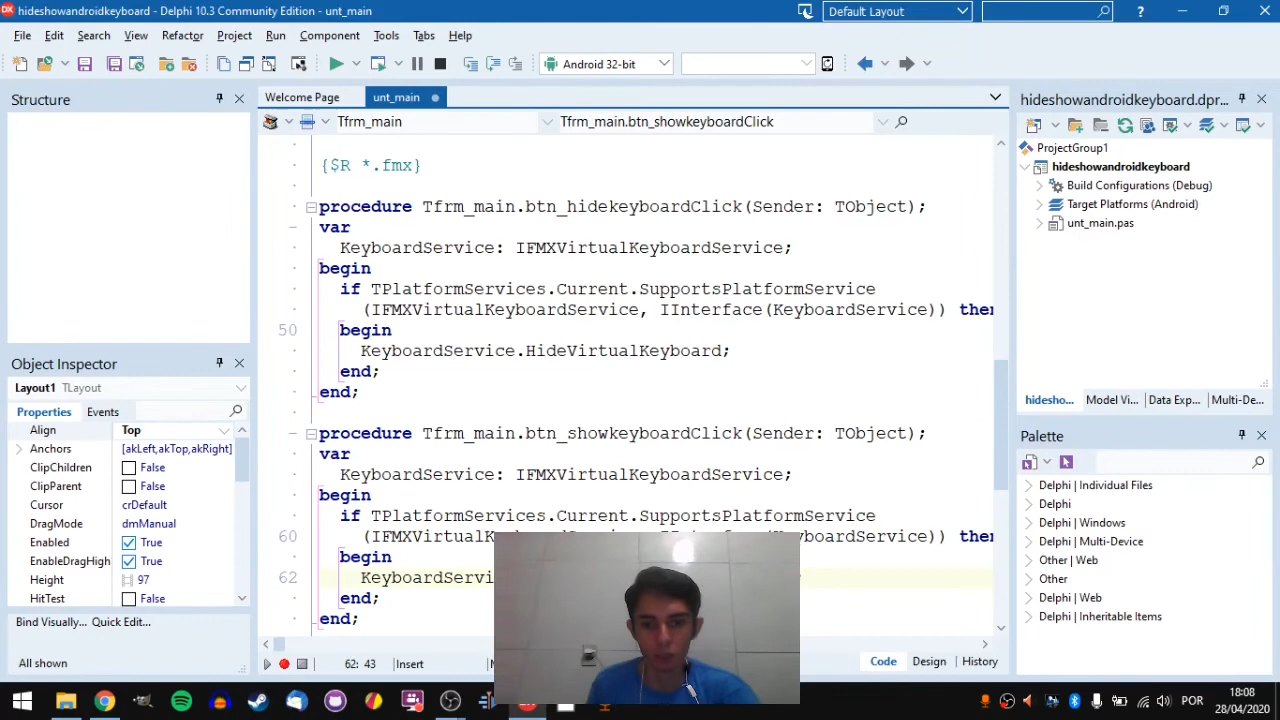 hideshowandroidkeyboard - Delphi 10.3 Community Edition - unt_main
Default Layout
File Edit Search View Refactor Project Run Component Tools Tabs Help
Android 32-bit
Structure
Welcome Page
unt_main
Tfrm_main
Tfrm_main.btn_showkeyboardClick
{$R *.fmx}
procedure Tfrm_main.btn_hidekeyboardClick(Sender: TObject);
var
KeyboardService: IFMXVirtualKeyboardService;
begin
if TPlatformServices.Current.SupportsPlatformService
(IFMXVirtualKeyboardService, IInterface(KeyboardService)) then
50 begin
KeyboardService.HideVirtualKeyboard;
end;
end;
procedure Tfrm_main.btn_showkeyboardClick(Sender: TObject);
var
KeyboardService: IFMXVirtualKeyboardService;
begin
if TPlatformServices.Current.SupportsPlatformService
60
begin
62 KeyboardServi
end;
end;
62: 43 Insert
Code Design History
Object Inspector
Layout1 TLayout
Properties Events
Align Top
Anchors [akLeft,akTop,akRight]
ClipChildren False
ClipParent False
Cursor crDefault
DragMode dmManual
Enabled True
EnableDragHigh True
Height 97
HitTest False
Bind Visually... Quick Edit...
All shown
hideshowandroidkeyboard.dpr...
ProjectGroup1
hideshowandroidkeyboard
Build Configurations (Debug)
Target Platforms (Android)
unt_main.pas
hidesho... Model Vi... Data Exp... Multi-De...
Palette
Delphi | Individual Files
Delphi
Delphi | Windows
Delphi | Multi-Device
Other | Web
Other
Delphi | Web
Delphi | Inheritable Items
POR
18:08
28/04/2020